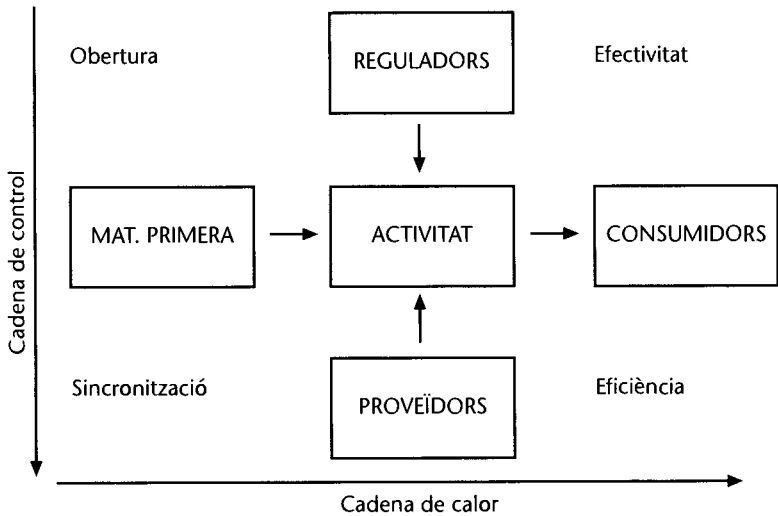 Obertura
REGULADORS
Efectivitat
Cadena de control
MAT. PRIMERA
ACTIVITAT
CONSUMIDORS
Sincronització
PROVEÏDORS
Eficiència
Cadena de calor